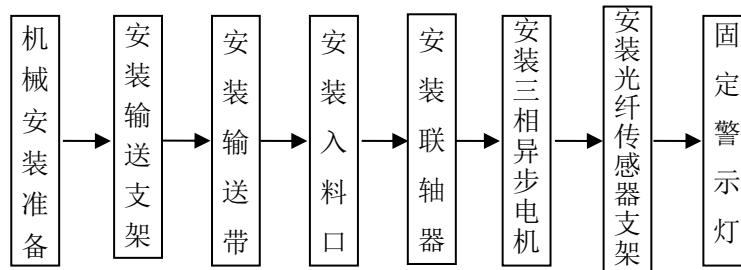 机械安装准备
安装输送支架
安装输送带
安装入料口
安装联轴器
安装三相异步电机
安装光纤传感器支架
固定警示灯